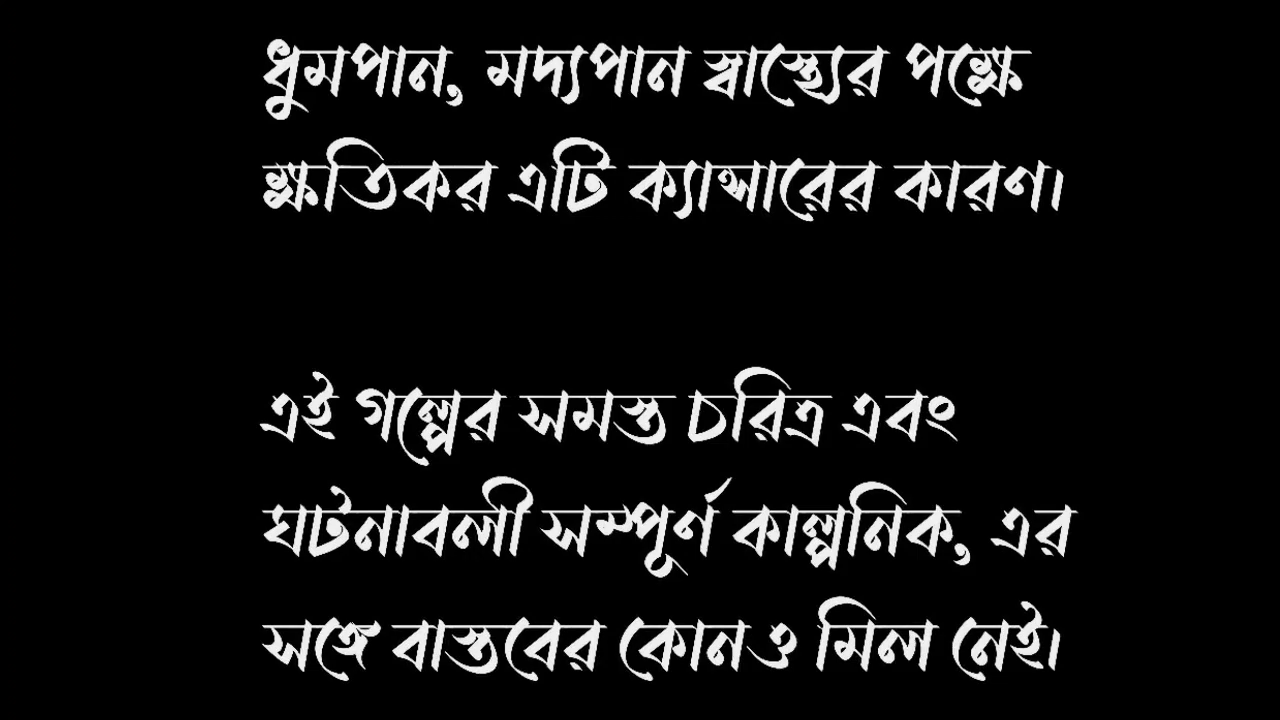 ধুমপান, মদ্যপান স্বাস্থ্যের পক্ষে
ক্ষতিকর এটি ক্যান্সারের কারণ।
এই গল্পের সমস্ত চরিত্র এবং
ঘটনাবলী সম্পূর্ণ কাল্পনিক, এর
সঙ্গে বাস্তবের কোনও মিল নেই।